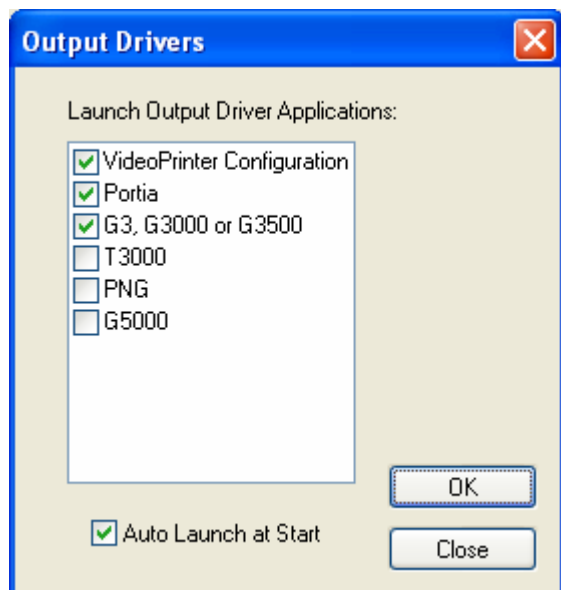 Output Drivers
Launch Output Driver Applications:
VideoPrinter Configuration
Portia
G3, G3000 or G3500
T3000
PNG
G5000
OK
Auto Launch at Start
Close